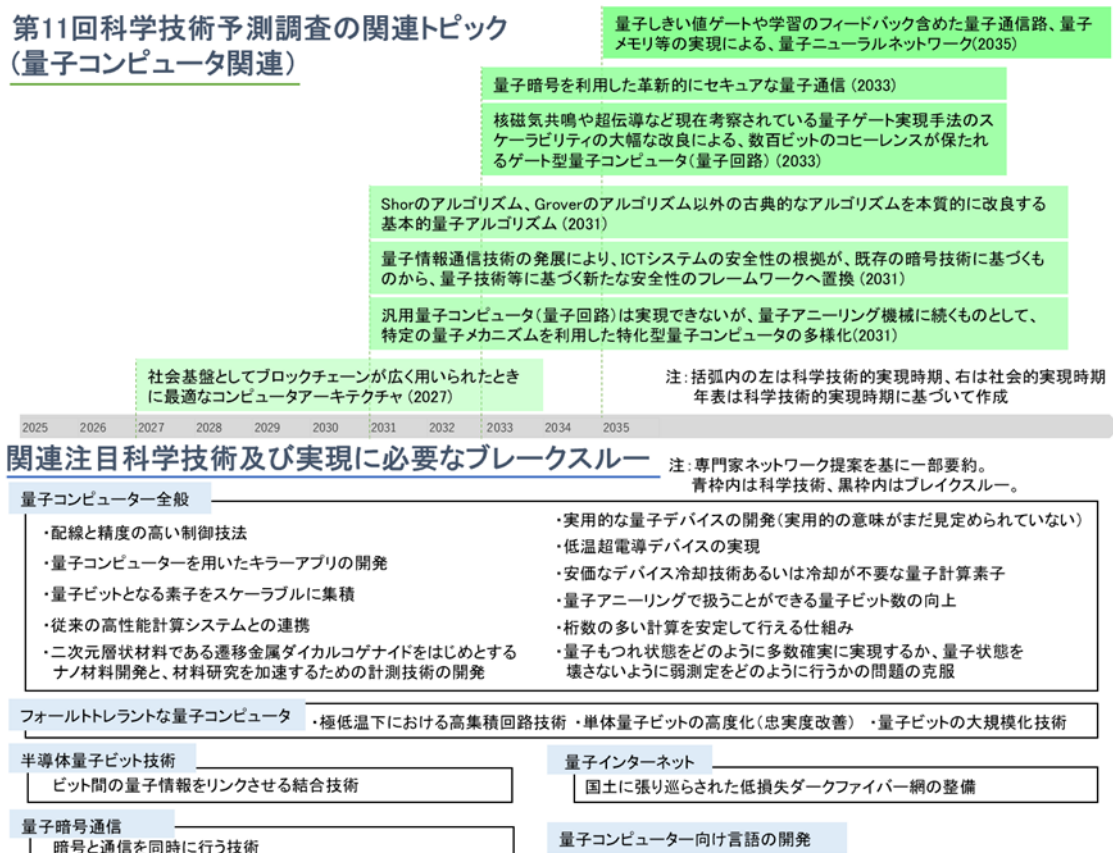 第11回科学技術予測調査の関連トピック
(量子コンピュータ関連)
量子しきい値ゲートや学習のフィードバック含めた量子通信路、量子
メモリ等の実現による、量子ニューラルネットワーク(2035)
量子暗号を利用した革新的にセキュアな量子通信 (2033)
核磁気共鳴や超伝導など現在考察されている量子ゲート実現手法のス
ケーラビリティの大幅な改良による、数百ビットのコヒーレンスが保たれ
るゲート型量子コンピュータ(量子回路) (2033)
Shorのアルゴリズム、Groverのアルゴリズム以外の古典的なアルゴリズムを本質的に改良する
基本的量子アルゴリズム (2031)
量子情報通信技術の発展により、ICTシステムの安全性の根拠が、既存の暗号技術に基づくも
のから、量子技術等に基づく新たな安全性のフレームワークへ置換 (2031)
汎用量子コンピュータ(量子回路)は実現できないが、量子アニーリング機械に続くものとして、
特定の量子メカニズムを利用した特化型量子コンピュータの多様化(2031)
社会基盤としてブロックチェーンが広く用いられたとき
に最適なコンピュータアーキテクチャ (2027)
注:括弧内の左は科学技術的実現時期、右は社会的実現時期
年表は科学技術的実現時期に基づいて作成
2025 2026 2027 2028 2029 2030 2031 2032 2033 2034 2035
関連注目科学技術及び実現に必要なブレークスルー
注:専門家ネットワーク提案を基に一部要約。
青枠内は科学技術、黒枠内はブレイクスルー。
量子コンピューター全般
・配線と精度の高い制御技法
・量子コンピューターを用いたキラーアプリの開発
・量子ビットとなる素子をスケーラブルに集積
・従来の高性能計算システムとの連携
・二次元層状材料である遷移金属ダイカルコゲナイドをはじめとする
ナノ材料開発と、材料研究を加速するための計測技術の開発
・実用的な量子デバイスの開発(実用的の意味がまだ見定められていない)
・低温超電導デバイスの実現
・安価なデバイス冷却技術あるいは冷却が不要な量子計算素子
・量子アニーリングで扱うことができる量子ビット数の向上
・桁数の多い計算を安定して行える仕組み
・量子もつれ状態をどのように多数確実に実現するか、量子状態を
壊さないように弱測定をどのように行うかの問題の克服
フォールトトレラントな量子コンピュータ
・極低温下における高集積回路技術 ・単体量子ビットの高度化(忠実度改善) ・量子ビットの大規模化技術
半導体量子ビット技術
ビット間の量子情報をリンクさせる結合技術
量子インターネット
国土に張り巡らされた低損失ダークファイバー網の整備
量子暗号通信
暗号と通信を同時に行う技術
量子コンピューター向け言語の開発